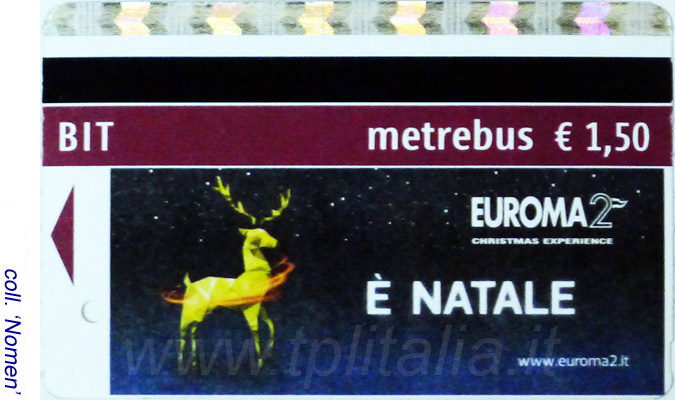 BIT metrebus € 1,50
EUROMA2
CHRISTMAS EXPERIENCE
È NATALE
www.tplitalia.it
www.euroma2.it
coll. ‘Nomen’